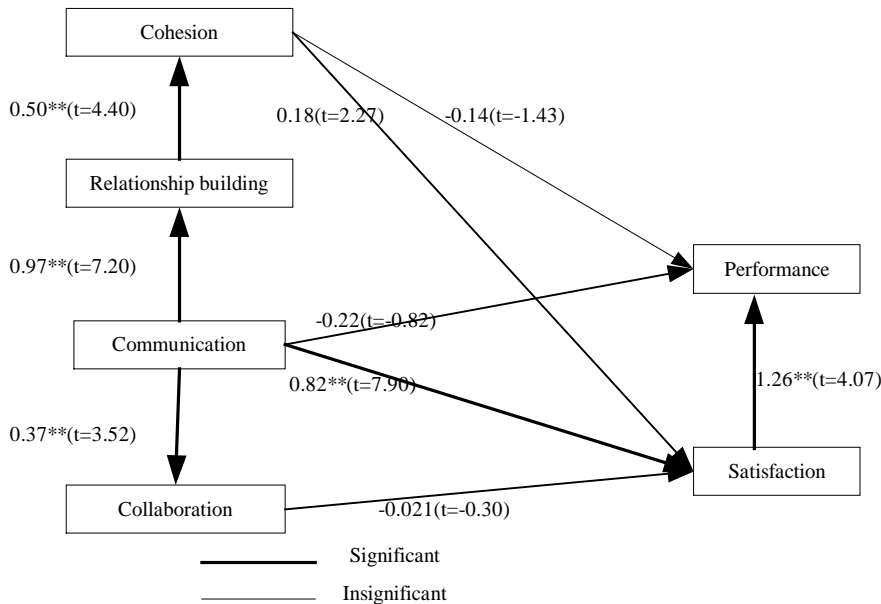 Cohesion
0.50**(t=4.40)
0.18(t=2.27)
-0.14(t=-1.43)
Relationship building
0.97**(t=7.20)
Performance
-0.22(t=-0.82)
Communication
0.82**(t=7.90)
1.26**(t=4.07)
0.37**(t=3.52)
Satisfaction
Collaboration
-0.021(t=-0.30)
Significant
Insignificant